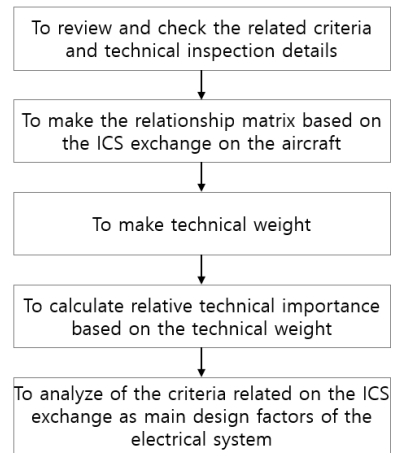 To review and check the related criteria
and technical inspection details
To make the relationship matrix based on
the ICS exchange on the aircraft
To make technical weight
To calculate relative technical importance
based on the technical weight
To analyze of the criteria related on the ICS
exchange as main design factors of the
electrical system